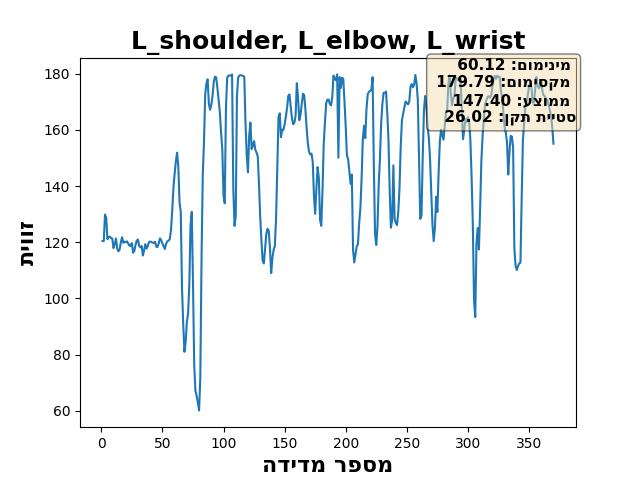 L_shoulder, L_elbow, L_wrist
מינימום: 60.12
מקסימום: 179.79
ממוצע: 147.40
סטיית תקן: 26.02
זווית
180
160
140
120
100
80
60
0 50 100 150 200 250 300 350
מספר מדידה